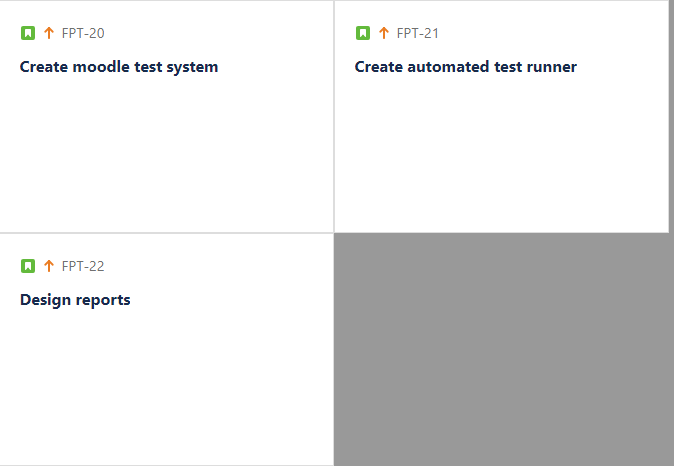 FPT-20
Create moodle test system
FPT-21
Create automated test runner
FPT-22
Design reports